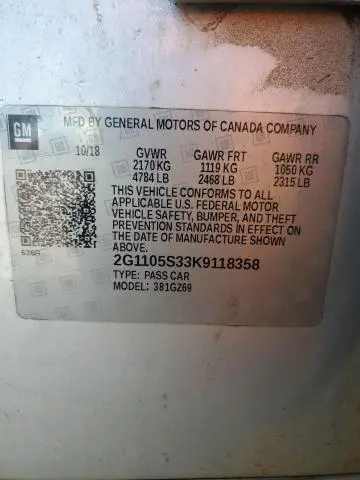 GM
MFD BY GENERAL MOTORS OF CANADA COMPANY
10/18 GVWR GAWR FRT GAWR RR
2170 KG 1119 KG 1050 KG
4784 LB 2468 LB 2315 LB
THIS VEHICLE CONFORMS TO ALL
APPLICABLE U.S. FEDERAL MOTOR
VEHICLE SAFETY, BUMPER, AND THEFT
PREVENTION STANDARDS IN EFFECT ON
THE DATE OF MANUFACTURE SHOWN
ABOVE.
636R
2G1105S33K9118358
TYPE: PASS CAR
MODEL: 381GZ69